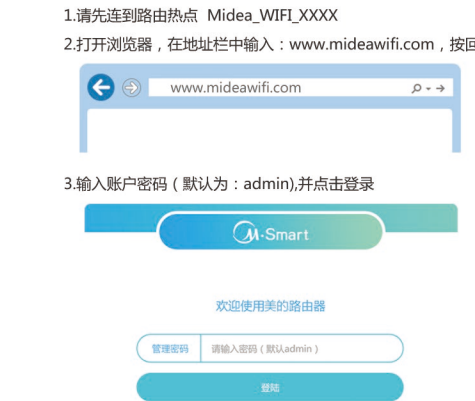 1.请先连到路由热点 Midea_WIFI_XXXX
2.打开浏览器，在地址栏中输入：www.mideawifi.com，按回
www.mideawifi.com
3.输入账户密码（默认为：admin),并点击登录
M·Smart
欢迎使用美的路由器
管理密码 请输入密码（默认admin）
登陆